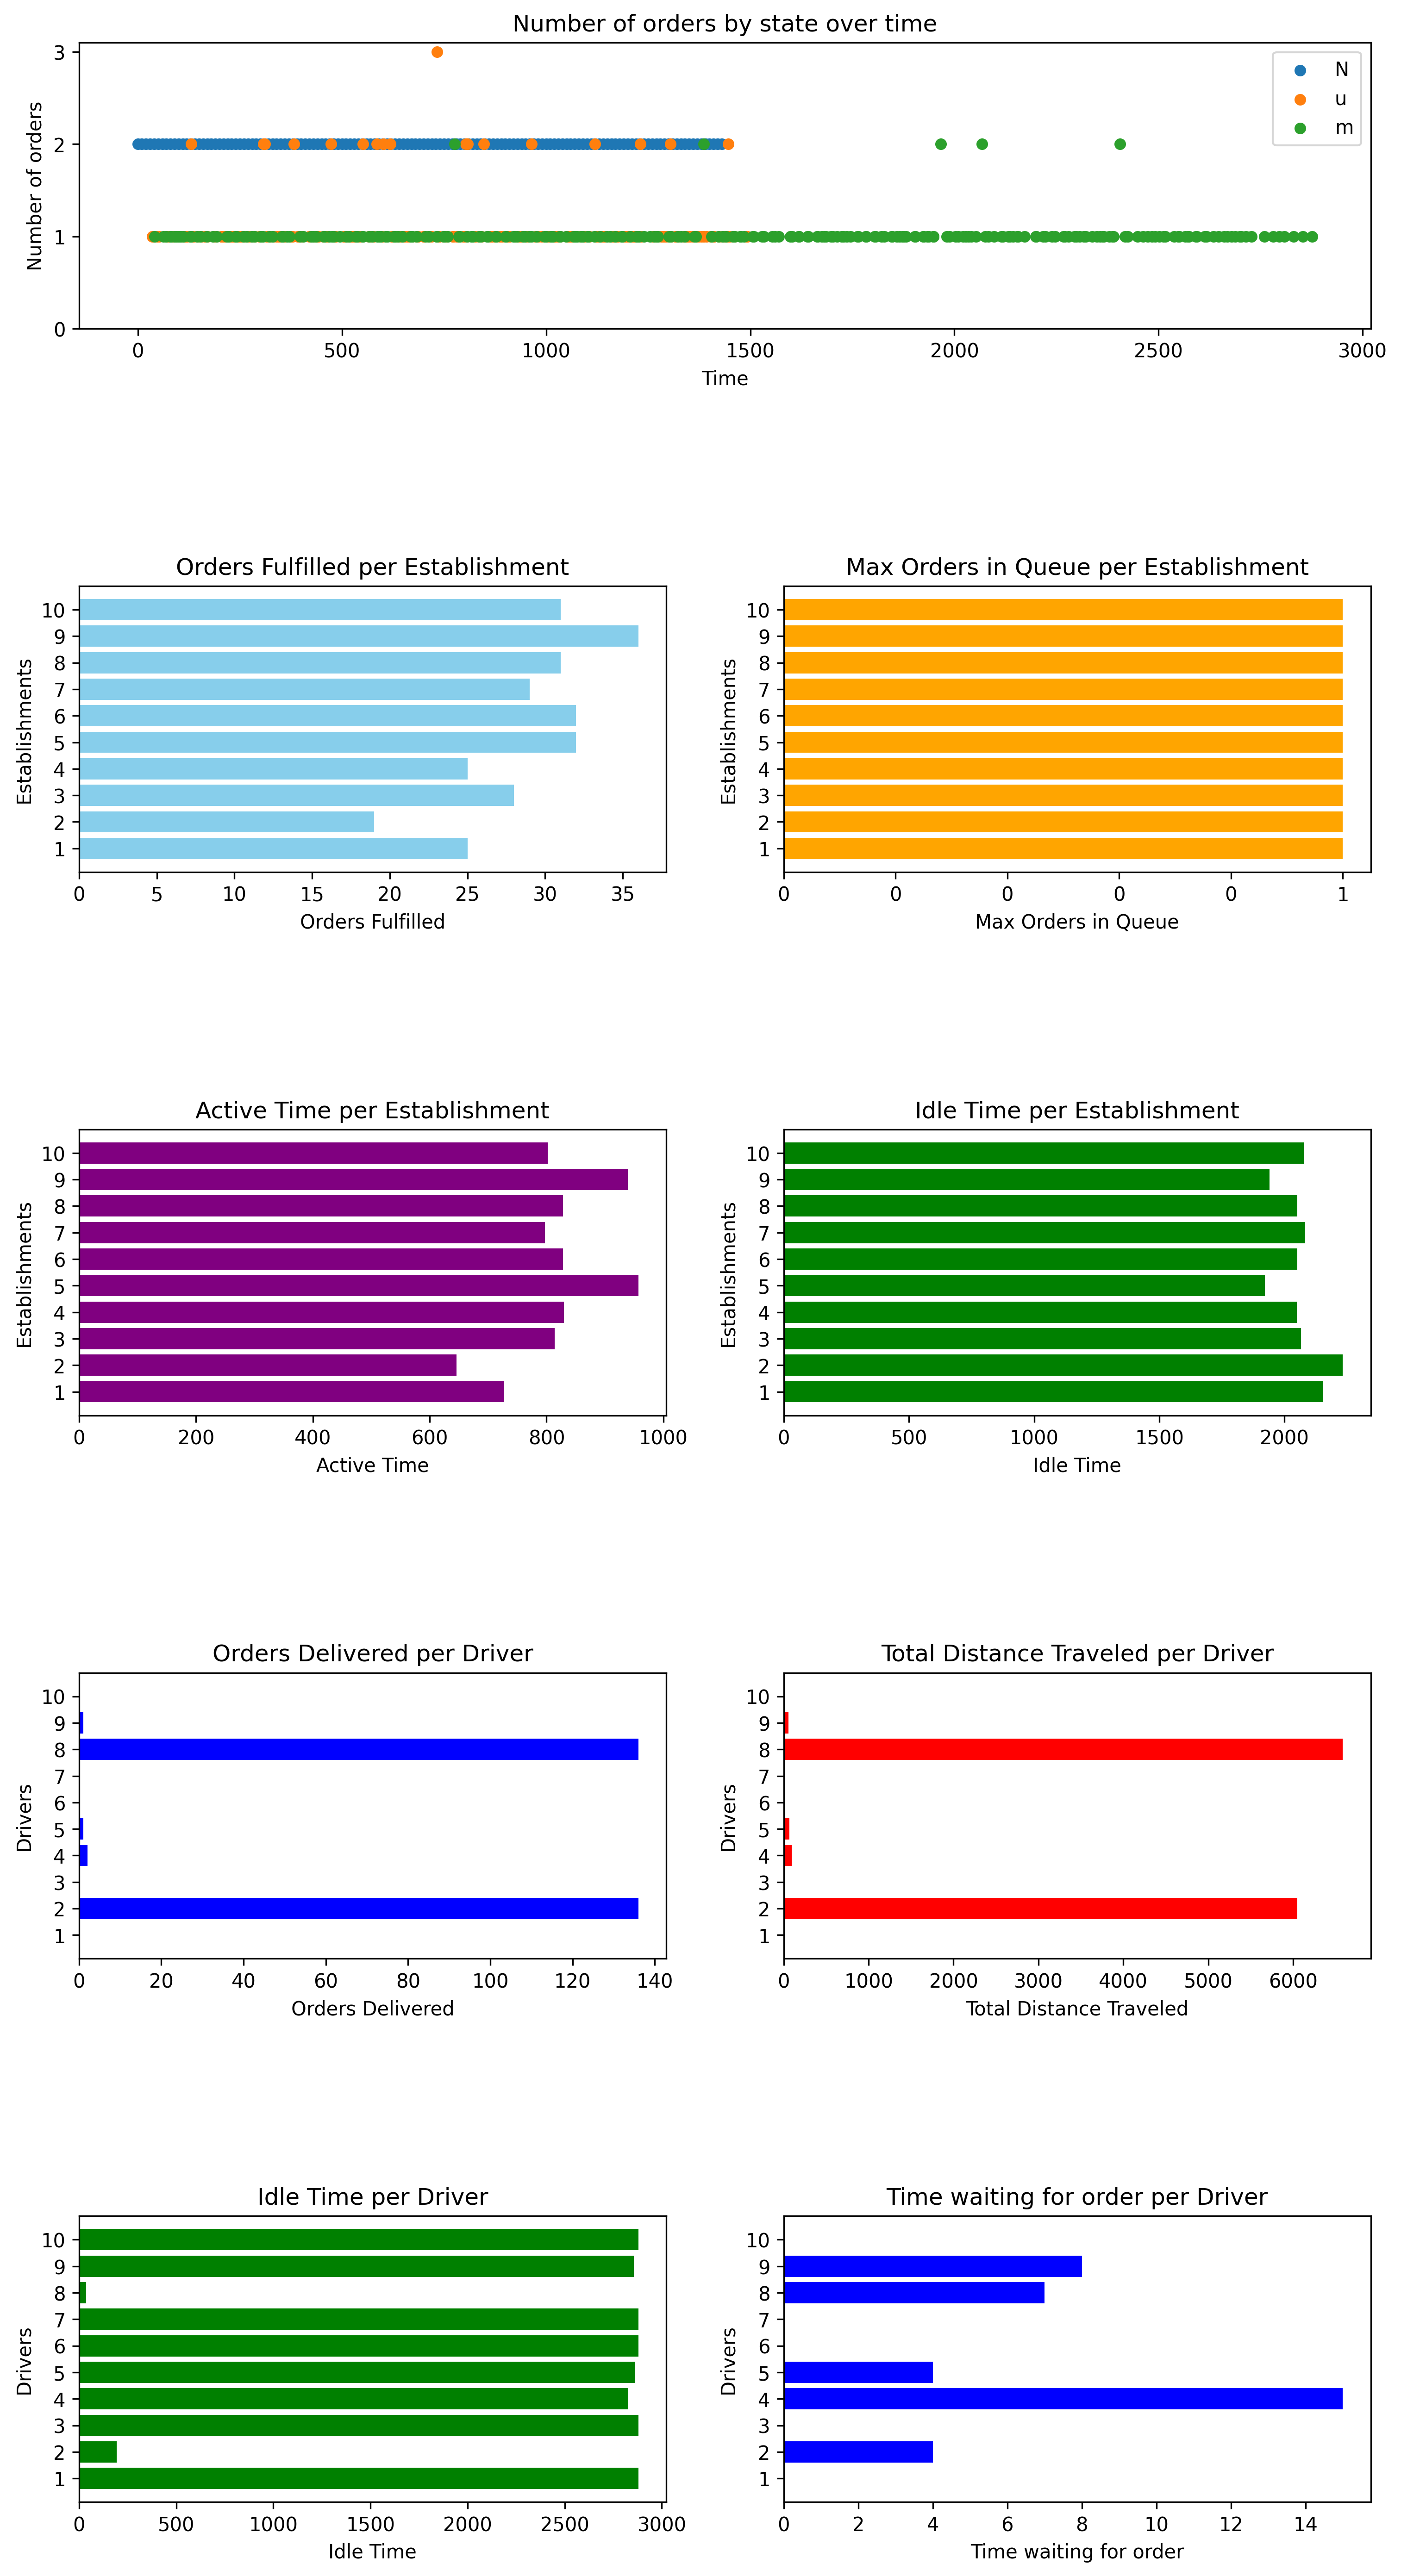 Number of orders by state over time
3
2
1
0
Number of orders
N
u
m
0 500 1000 1500 2000 2500 3000
Time
Orders Fulfilled per Establishment
10
9
8
7
6
5
4
3
2
1
Establishments
0 5 10 15 20 25 30 35
Orders Fulfilled
Max Orders in Queue per Establishment
10
9
8
7
6
5
4
3
2
1
Establishments
0 0 0 0 0 1
Max Orders in Queue
Active Time per Establishment
10
9
8
7
6
5
4
3
2
1
Establishments
0 200 400 600 800 1000
Active Time
Idle Time per Establishment
10
9
8
7
6
5
4
3
2
1
Establishments
0 500 1000 1500 2000
Idle Time
Orders Delivered per Driver
10
9
8
7
6
5
4
3
2
1
Drivers
0 20 40 60 80 100 120 140
Orders Delivered
Total Distance Traveled per Driver
10
9
8
7
6
5
4
3
2
1
Drivers
0 1000 2000 3000 4000 5000 6000
Total Distance Traveled
Idle Time per Driver
10
9
8
7
6
5
4
3
2
1
Drivers
0 500 1000 1500 2000 2500 3000
Idle Time
Time waiting for order per Driver
10
9
8
7
6
5
4
3
2
1
Drivers
0 2 4 6 8 10 12 14
Time waiting for order